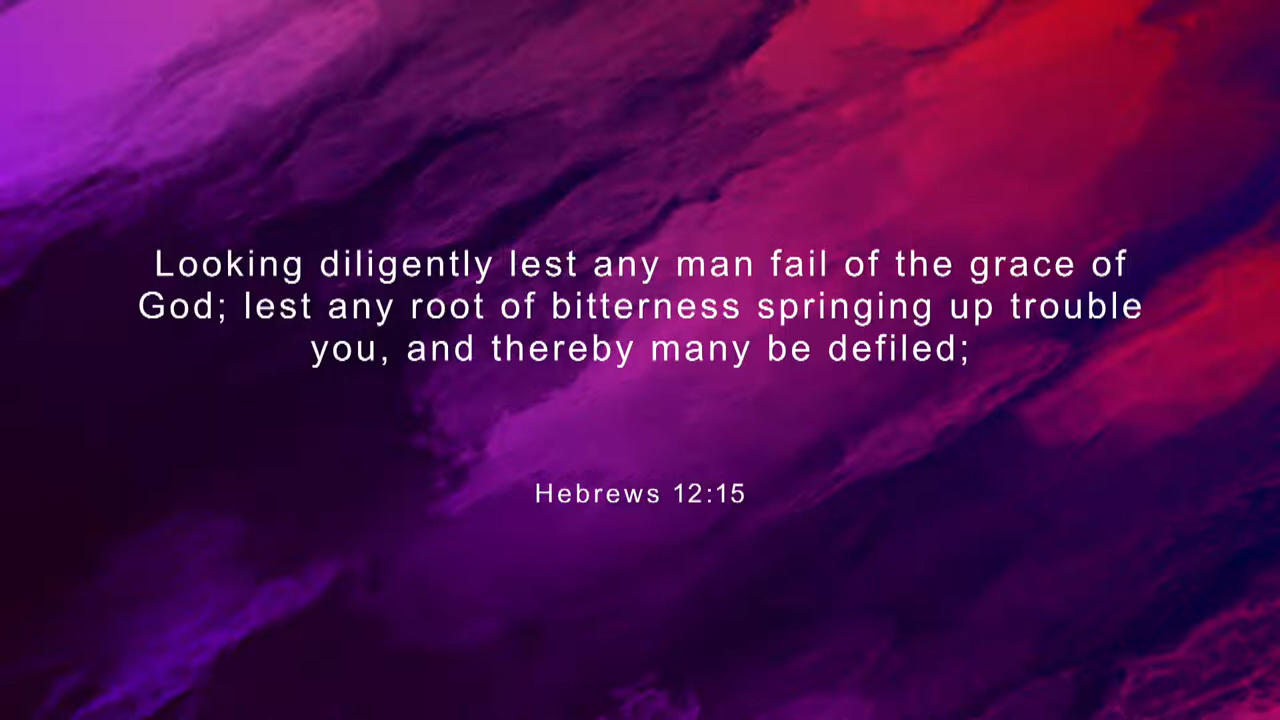 Looking diligently lest any man fail of the grace of
God; lest any root of bitterness springing up trouble
you, and thereby many be defiled;
Hebrews 12:15